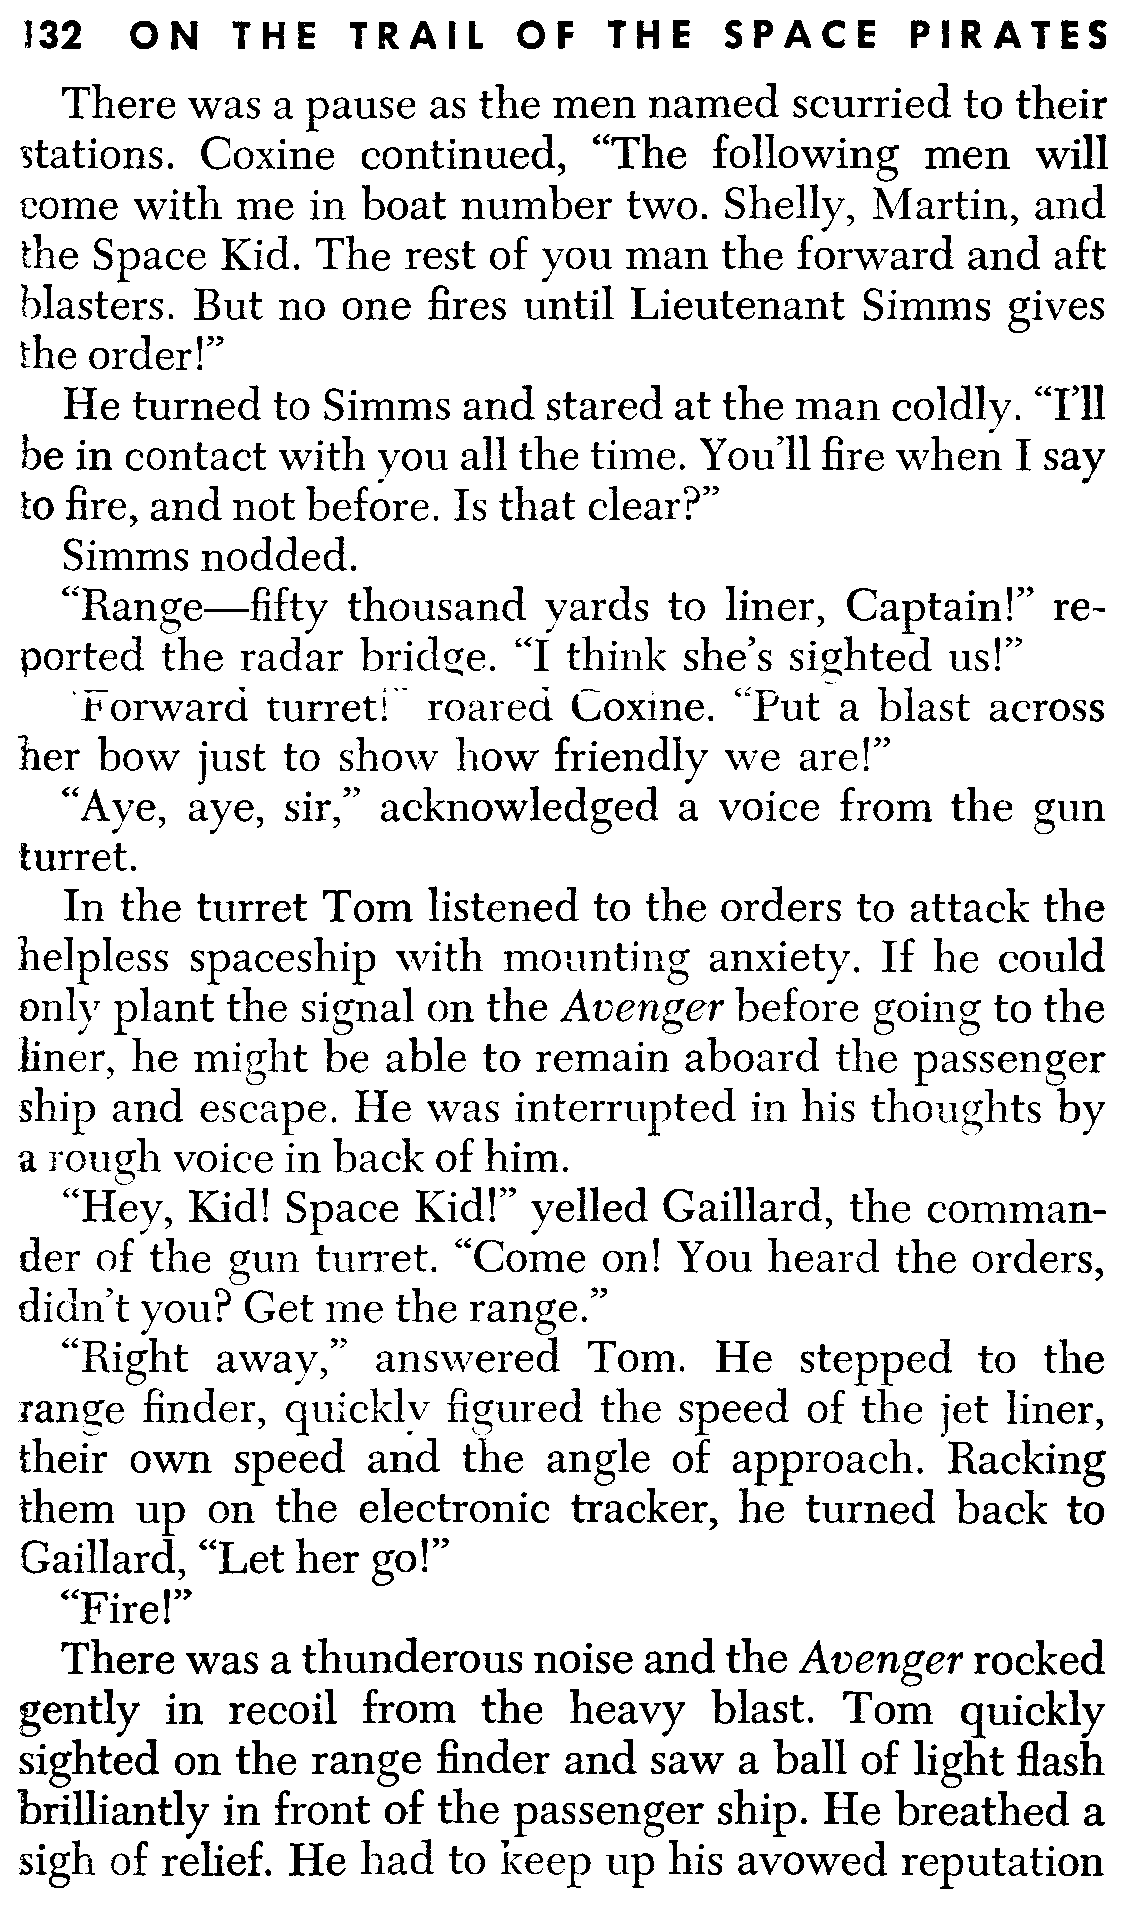 132 ON THE TRAIL OF THE SPACE PIRATES
There was a pause as the men named scurried to their
stations. Coxine continued, “The following men will
come with me in boat number two. Shelly, Martin, and
the Space Kid. The rest of you man the forward and aft
blasters. But no one fires until Lieutenant Simms gives
the order!”
He turned to Simms and stared at the man coldly. “I’ll
be in contact with you all the time. You’ll fire when I say
to fire, and not before. Is that clear?”
Simms nodded.
“Range—fifty thousand yards to liner, Captain!” re-
ported the radar bridge. “I think she’s sighted us!”
“Forward turret!” roared Coxine. “Put a blast across
her bow just to show how friendly we are!”
“Aye, aye, sir,” acknowledged a voice from the gun
turret.
In the turret Tom listened to the orders to attack the
helpless spaceship with mounting anxiety. If he could
only plant the signal on the Avenger before going to the
liner, he might be able to remain aboard the passenger
ship and escape. He was interrupted in his thoughts by
a rough voice in back of him.
“Hey, Kid! Space Kid!” yelled Gaillard, the comman-
der of the gun turret. “Come on! You heard the orders,
didn’t you? Get me the range.”
“Right away,” answered Tom. He stepped to the
range finder, quickly figured the speed of the jet liner,
their own speed and the angle of approach. Racking
them up on the electronic tracker, he turned back to
Gaillard, “Let her go!”
“Fire!”
There was a thunderous noise and the Avenger rocked
gently in recoil from the heavy blast. Tom quickly
sighted on the range finder and saw a ball of light flash
brilliantly in front of the passenger ship. He breathed a
sigh of relief. He had to keep up his avowed reputation